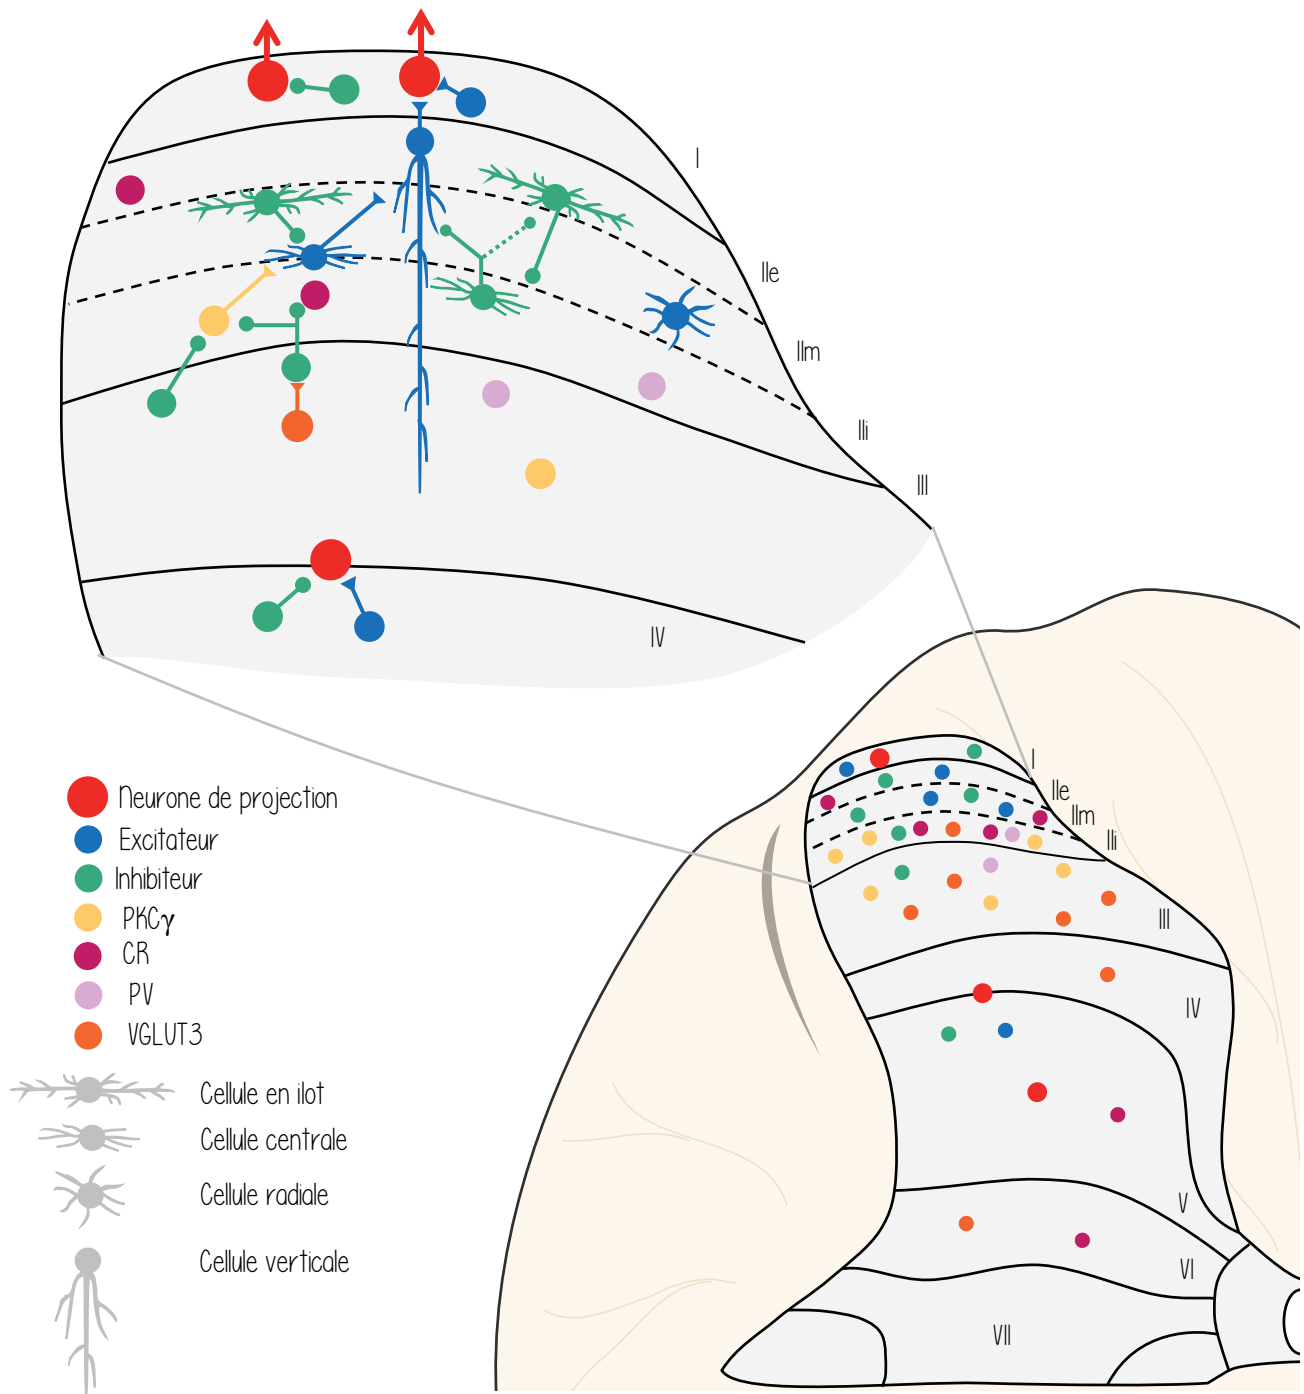 I
IIe
IIm
IIi
III
IV
I
IIe
IIm
IIi
III
IV
V
VI
VII
Neurone de projection
Excitateur
Inhibiteur
PKCγ
CR
PV
VGLUT3
Cellule en ilot
Cellule centrale
Cellule radiale
Cellule verticale